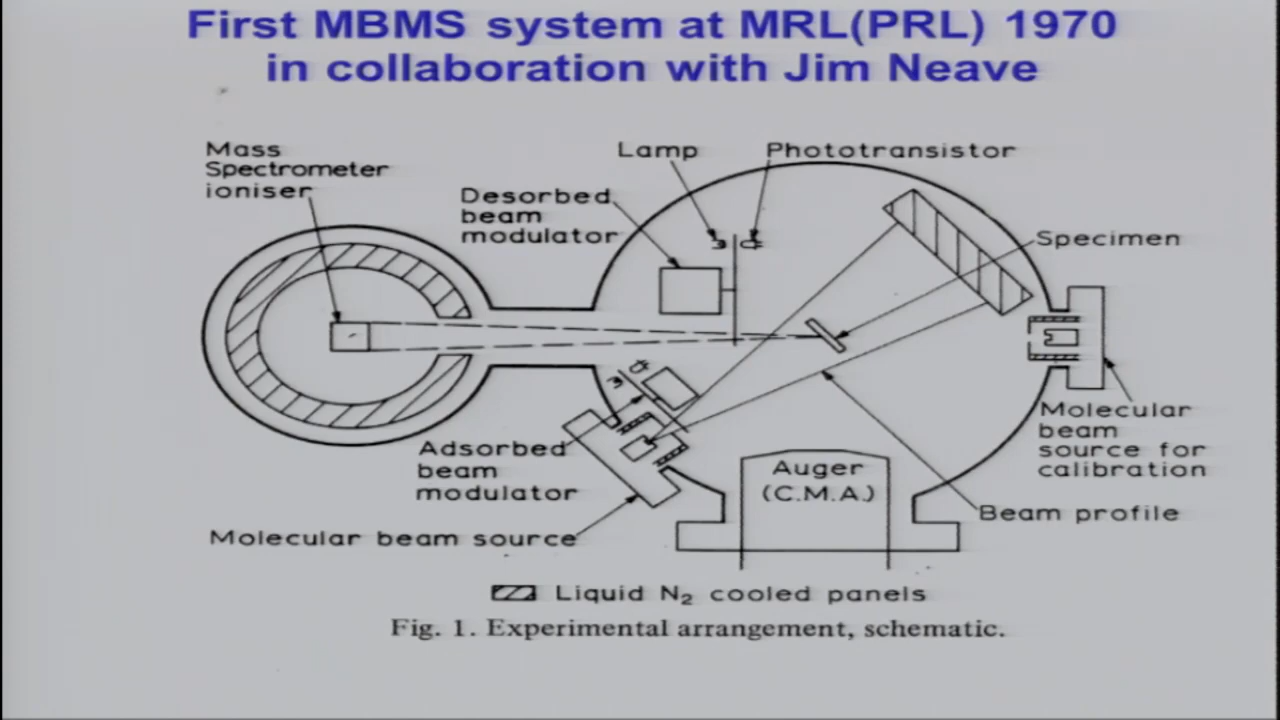 First MBMS system at MRL(PRL) 1970
in collaboration with Jim Neave
Mass
Spectrometer
ioniser
Desorbed
beam
modulator
Lamp
Phototransistor
Specimen
Adsorbed
beam
modulator
Molecular beam source
Auger
(C.M.A.)
Molecular
beam
source for
calibration
Beam profile
Liquid N₂ cooled panels
Fig. 1. Experimental arrangement, schematic.